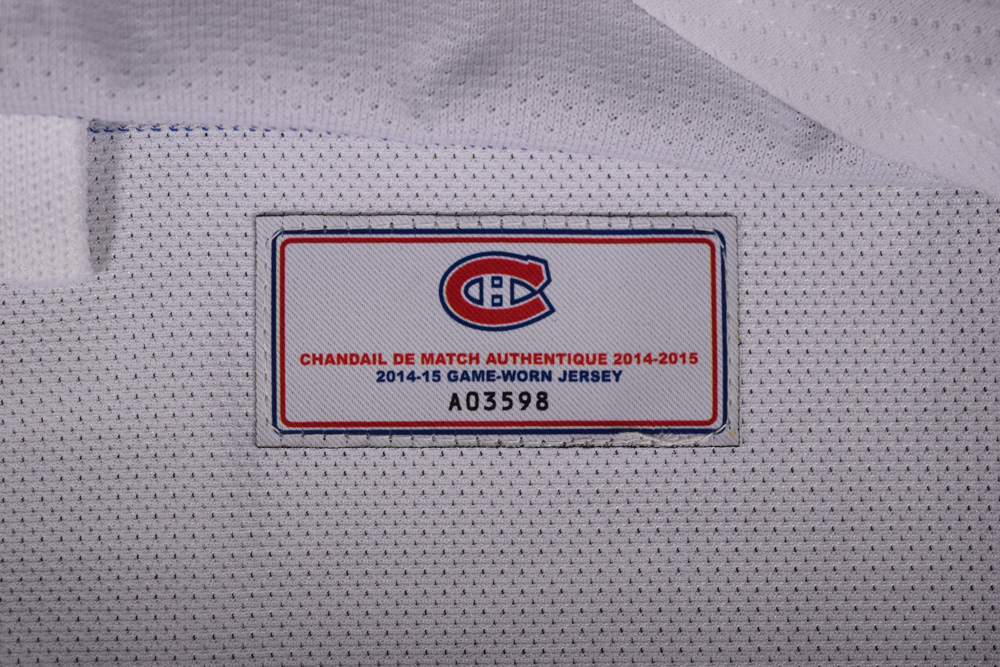 CHANDAIL DE MATCH AUTHENTIQUE 2014-2015
2014-15 GAME-WORN JERSEY
A03598